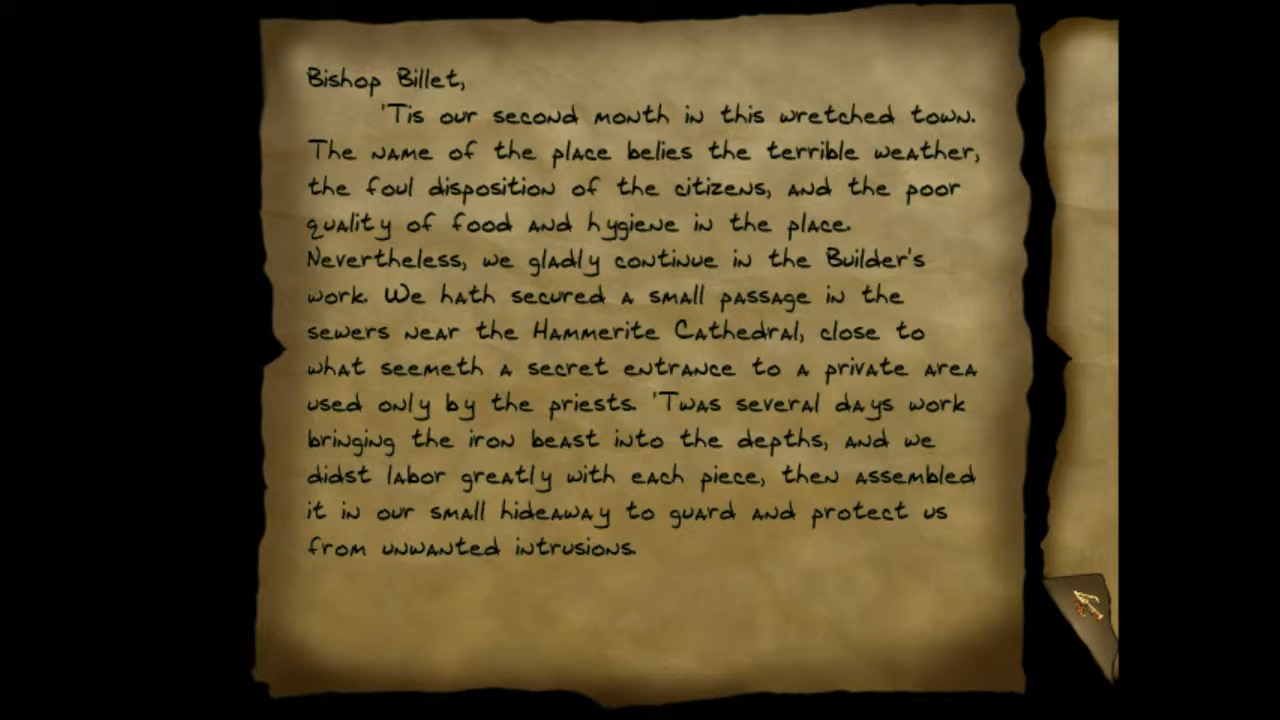 Bishop Billet,
'Tis our second month in this wretched town.
The name of the place belies the terrible weather,
the foul disposition of the citizens, and the poor
quality of food and hygiene in the place.
Nevertheless, we gladly continue in the Builder's
work. We hath secured a small passage in the
sewers near the Hammerite Cathedral, close to
what seemeth a secret entrance to a private area
used only by the priests. 'Twas several days work
bringing the iron beast into the depths, and we
didst labor greatly with each piece, then assembled
it in our small hideaway to guard and protect us
from unwanted intrusions.